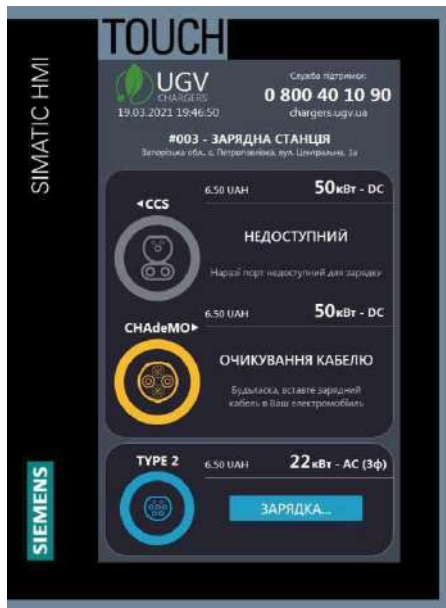 TOUCH
SIMATIC HMI
UGV
CHARGERS
19.03.2021 19:46:50
Служба підтримки:
0 800 40 10 90
chargers.ugv.ua
#003 - ЗАРЯДНА СТАНЦІЯ
Запорізька обл., с. Петропавлівка, вул. Центральна, 1а
◄CCS
6.50 UAH
50кВт - DC
НЕДОСТУПНИЙ
Наразі порт недоступний для зарядки
CHAdeMO►
6.50 UAH
50кВт - DC
ОЧИКУВАННЯ КАБЕЛЮ
Будьласка, вставте зарядний
кабель в Ваш електромобіль
TYPE 2
6.50 UAH
22кВт - AC (3ф)
ЗАРЯДКА...
SIEMENS